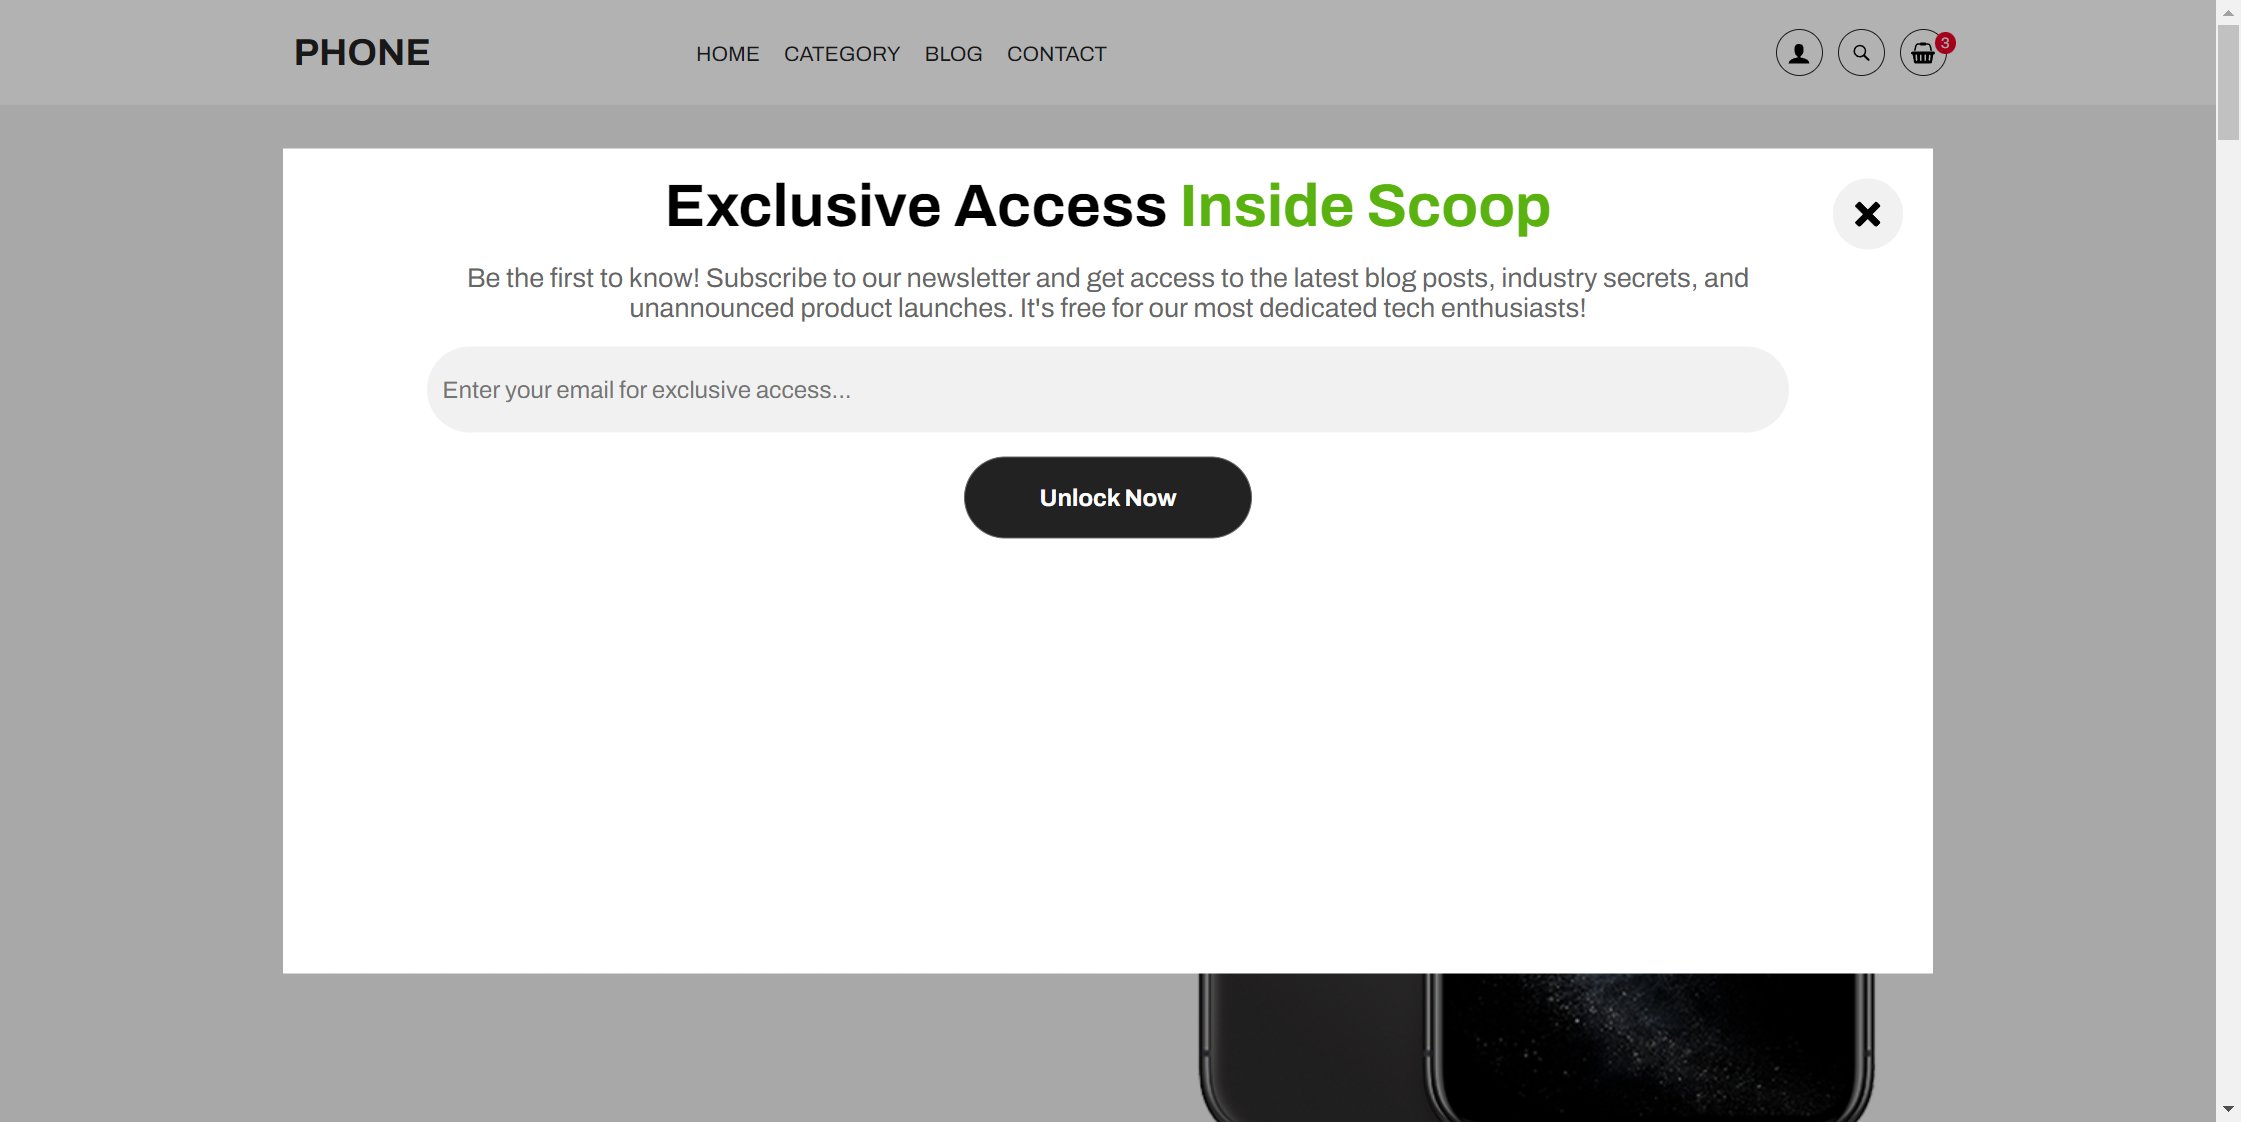 PHONE
HOME CATEGORY BLOG CONTACT
3
Exclusive Access Inside Scoop
Be the first to know! Subscribe to our newsletter and get access to the latest blog posts, industry secrets, and
unannounced product launches. It's free for our most dedicated tech enthusiasts!
Enter your email for exclusive access...
Unlock Now